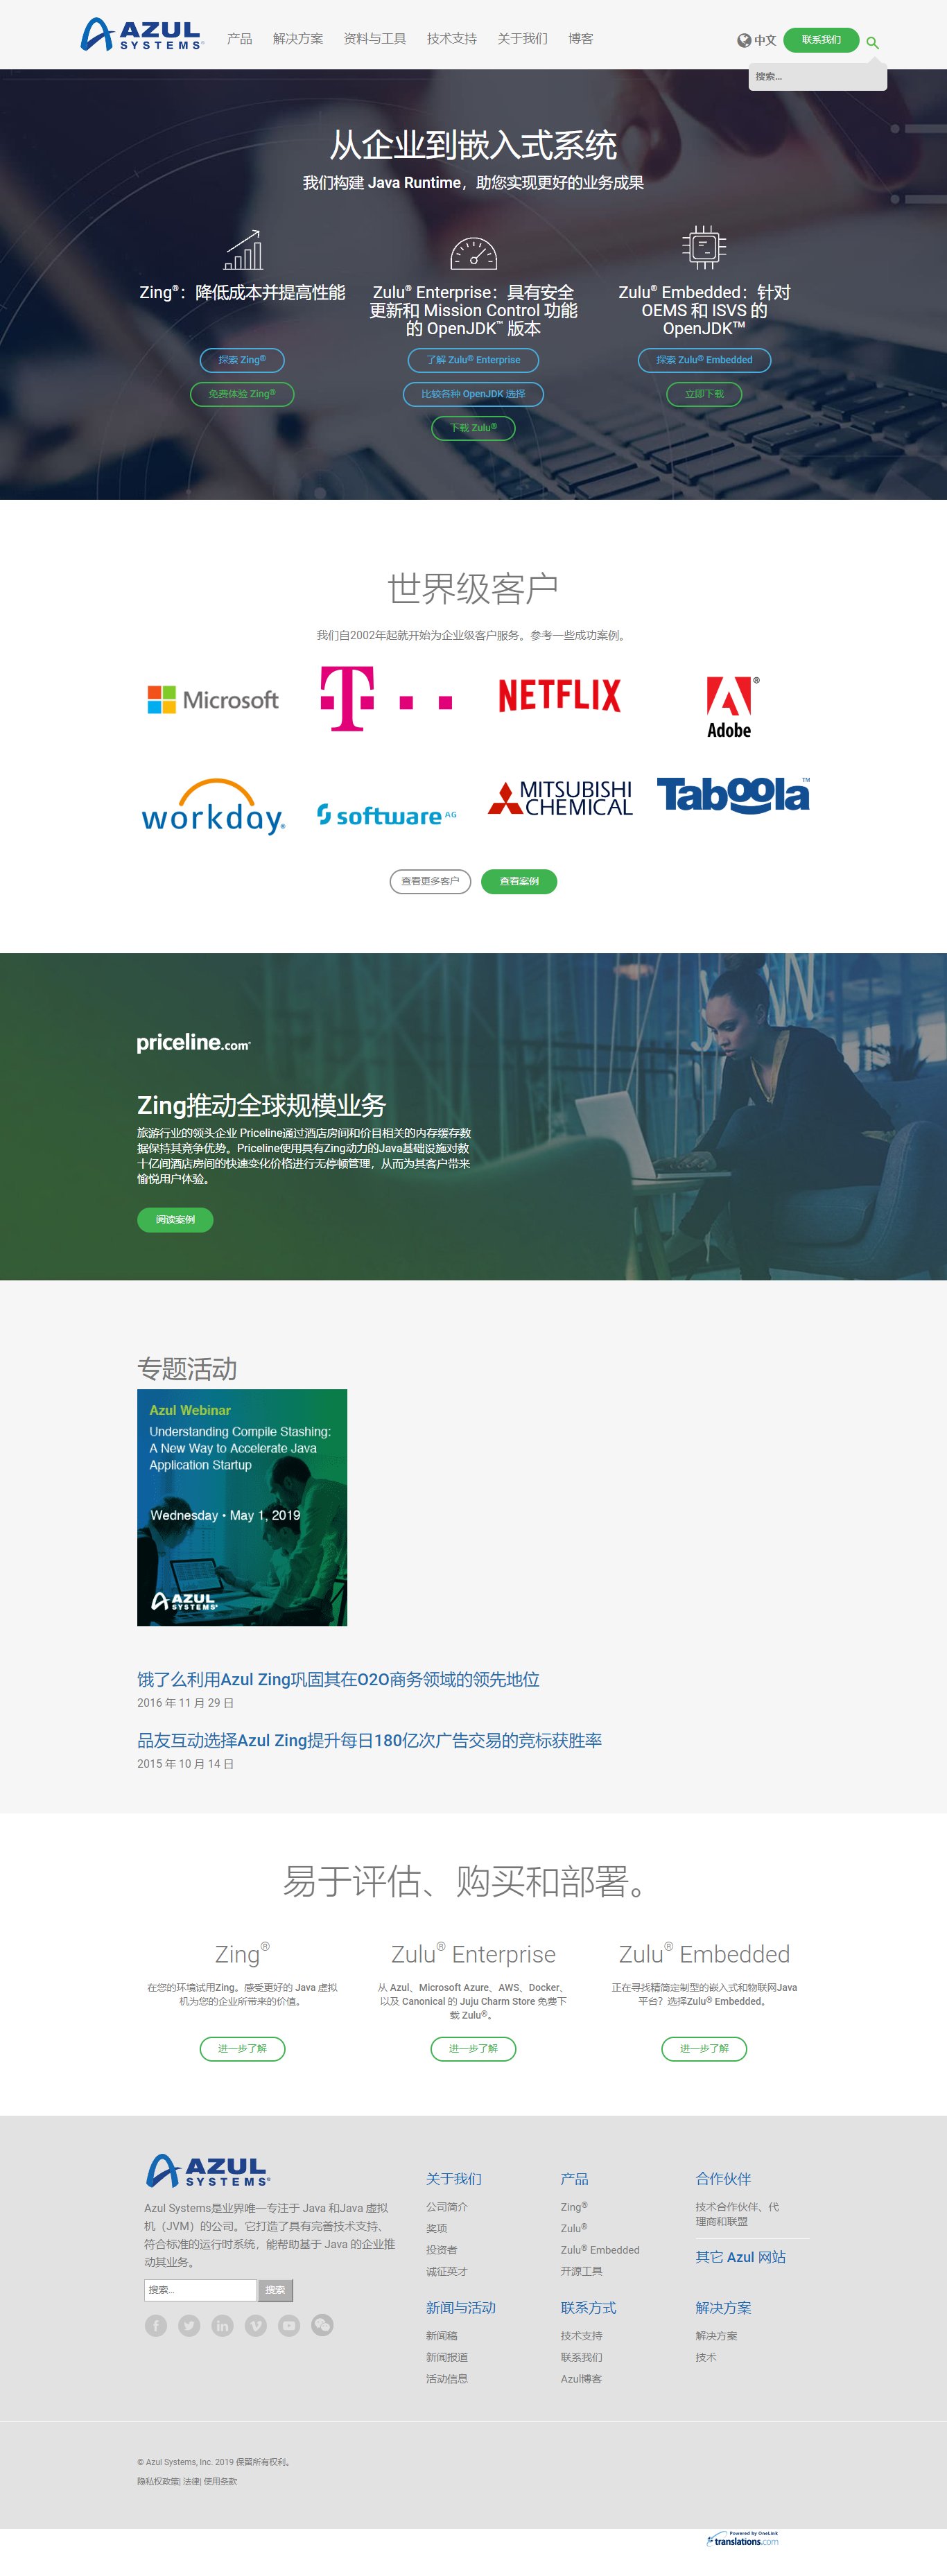 AZUL
SYSTEMS®
产品 解决方案 资料与工具 技术支持 关于我们 博客
中文 联系我们
搜索...
从企业到嵌入式系统
我们构建 Java Runtime，助您实现更好的业务成果
Zing®：降低成本并提高性能
探索 Zing®
免费体验 Zing®
Zulu® Enterprise：具有安全
更新和 Mission Control 功能
的 OpenJDK™ 版本
了解 Zulu® Enterprise
比较各种 OpenJDK 选择
下载 Zulu®
Zulu® Embedded：针对
OEMS 和 ISVS 的
OpenJDK™
探索 Zulu® Embedded
立即下载
世界级客户
我们自2002年起就开始为企业级客户服务。参考一些成功案例。
Microsoft
T
NETFLIX
Adobe®
workday®
software AG
MITSUBISHI
CHEMICAL
Taboola™
查看更多客户 查看案例
priceline.com®
Zing推动全球规模业务
旅游行业的领头企业 Priceline通过酒店房间和价目相关的内存缓存数
据保持其竞争优势。Priceline使用具有Zing动力的Java基础设施对数
十亿间酒店房间的快速变化价格进行无停顿管理，从而为其客户带来
愉悦用户体验。
阅读案例
专题活动
Azul Webinar
Understanding Compile Stashing:
A New Way to Accelerate Java
Application Startup
Wednesday • May 1, 2019
AZUL
SYSTEMS®
饿了么利用Azul Zing巩固其在O2O商务领域的领先地位
2016 年 11 月 29 日
品友互动选择Azul Zing提升每日180亿次广告交易的竞标获胜率
2015 年 10 月 14 日
易于评估、购买和部署。
Zing®
在您的环境试用Zing。感受更好的 Java 虚拟
机为您的企业所带来的价值。
进一步了解
Zulu® Enterprise
从 Azul、Microsoft Azure、AWS、Docker、
以及 Canonical 的 Juju Charm Store 免费下
载 Zulu®。
进一步了解
Zulu® Embedded
正在寻找精简定制型的嵌入式和物联网Java
平台？选择Zulu® Embedded。
进一步了解
AZUL
SYSTEMS®
Azul Systems是业界唯一专注于 Java 和Java 虚拟
机（JVM）的公司。它打造了具有完善技术支持、
符合标准的运行时系统，能帮助基于 Java 的企业推
动其业务。
搜索... 搜索
关于我们
公司简介
奖项
投资者
诚征英才
产品
Zing®
Zulu®
Zulu® Embedded
开源工具
合作伙伴
技术合作伙伴、代
理商和联盟
其它 Azul 网站
新闻与活动
新闻稿
新闻报道
活动信息
联系方式
技术支持
联系我们
Azul博客
解决方案
解决方案
技术
© Azul Systems, Inc. 2019 保留所有权利。
隐私权政策| 法律| 使用条款
Powered by OneLink
translations.com